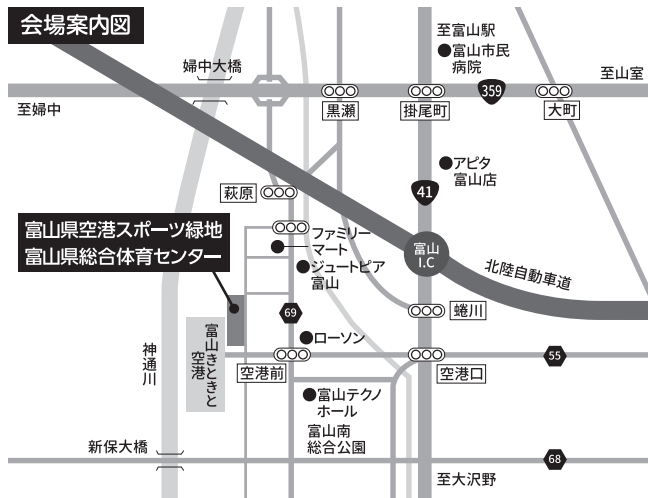 会場案内図
至富山駅
富山市民
病院
婦中大橋
至山室
359
至婦中
黒瀬
掛尾町
大町
アピタ
富山店
41
萩原
富山県空港スポーツ緑地
富山県総合体育センター
ファミリー
マート
富山
I.C
ジュートピア
富山
北陸自動車道
69
蜷川
ローソン
神通川
富山きときと
空港
空港前
空港口
55
富山テクノ
ホール
富山南
総合公園
新保大橋
68
至大沢野